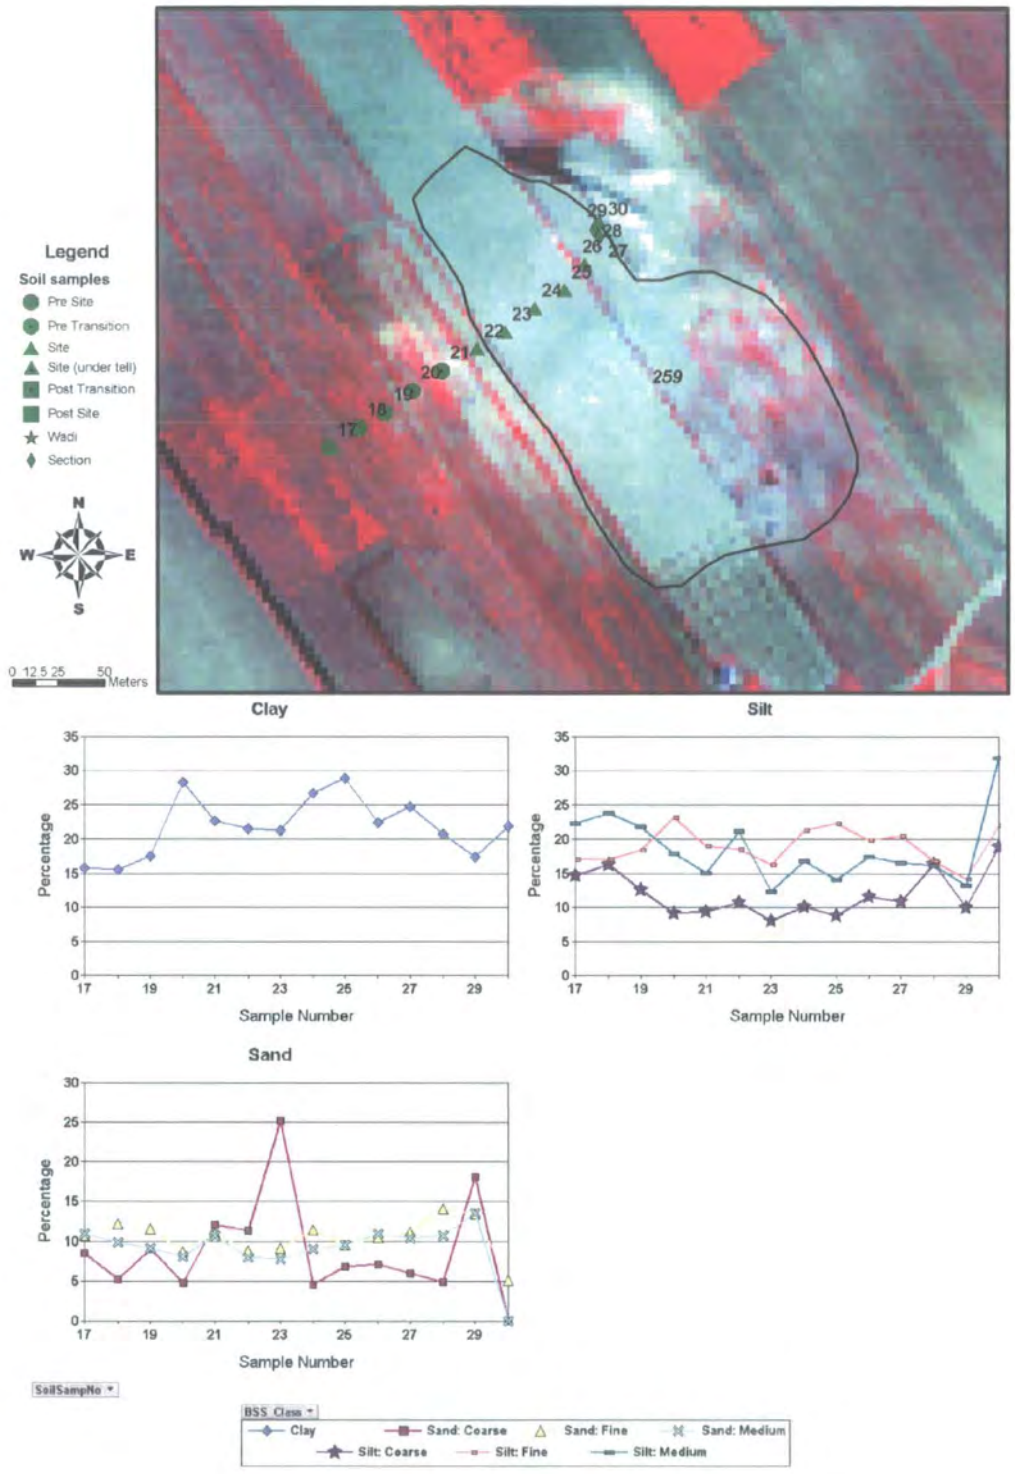 29 30
28
26 27
25
24
23
22
21
20
19
18
17
259
Legend
Soil samples
Pre Site
Pre Transition
Site
Site (under tell)
Post Transition
Post Site
Wadi
Section
N
W E
S
0 12.5 25 50
Meters
Clay
35
30
25
20
15
10
5
0
Percentage
17 19 21 23 25 27 29
Sample Number
Silt
35
30
25
20
15
10
5
0
Percentage
17 19 21 23 25 27 29
Sample Number
Sand
30
25
20
15
10
5
0
Percentage
17 19 21 23 25 27 29
Sample Number
SoilSampNo
BSS_Class
Clay Sand: Coarse Sand: Fine Sand: Medium
Silt: Coarse Silt: Fine Silt: Medium